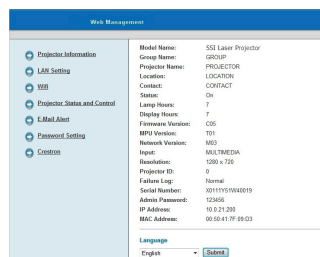 Web Management
Projector Information
LAN Setting
Wifi
Projector Status and Control
E-Mail Alert
Password Setting
Crestron
Model Name: SSI Laser Projector
Group Name: GROUP
Projector Name: PROJECTOR
Location: LOCATION
Contact: CONTACT
Status: On
Lamp Hours: 7
Display Hours: 7
Firmware Version: C05
MPU Version: T01
Network Version: M03
Input: MULTIMEDIA
Resolution: 1280 x 720
Projector ID: 0
Failure Log: Normal
Serial Number: X0111Y51W40019
Admin Password: 123456
IP Address: 10.0.21.200
MAC Address: 00:50:41:7F:09:D3
Language
English Submit